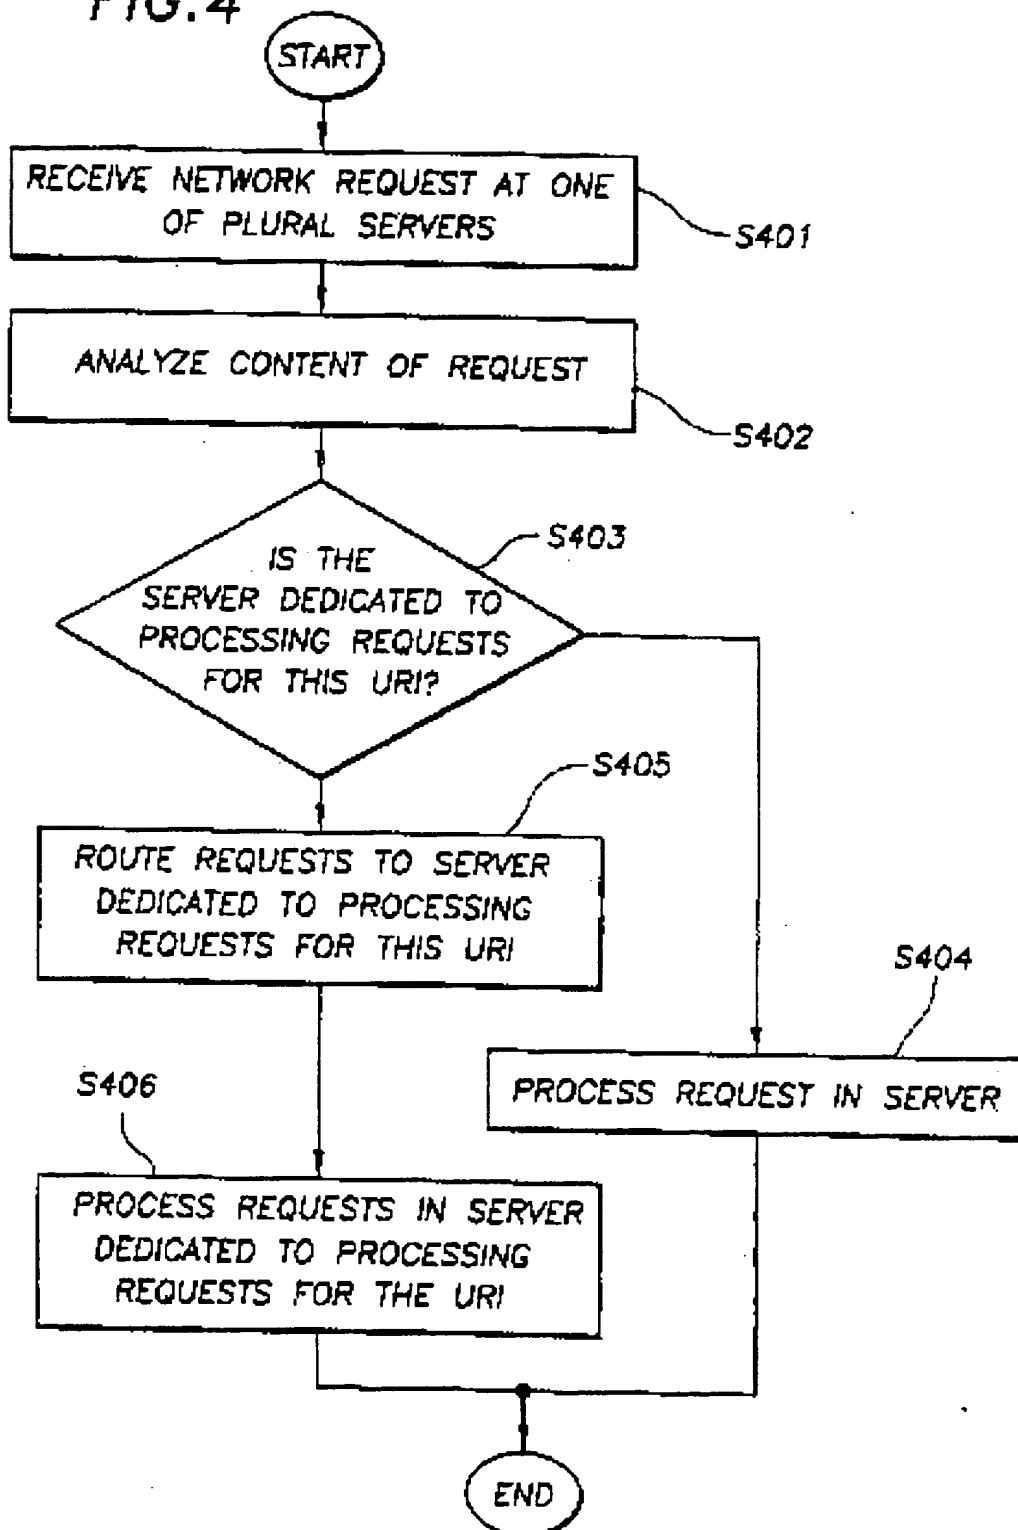 FIG.4
START
RECEIVE NETWORK REQUEST AT ONE
OF PLURAL SERVERS
S401
ANALYZE CONTENT OF REQUEST
S402
S403
IS THE
SERVER DEDICATED TO
PROCESSING REQUESTS
FOR THIS URI?
S405
ROUTE REQUESTS TO SERVER
DEDICATED TO PROCESSING
REQUESTS FOR THIS URI
S404
PROCESS REQUEST IN SERVER
S406
PROCESS REQUESTS IN SERVER
DEDICATED TO PROCESSING
REQUESTS FOR THE URI
END